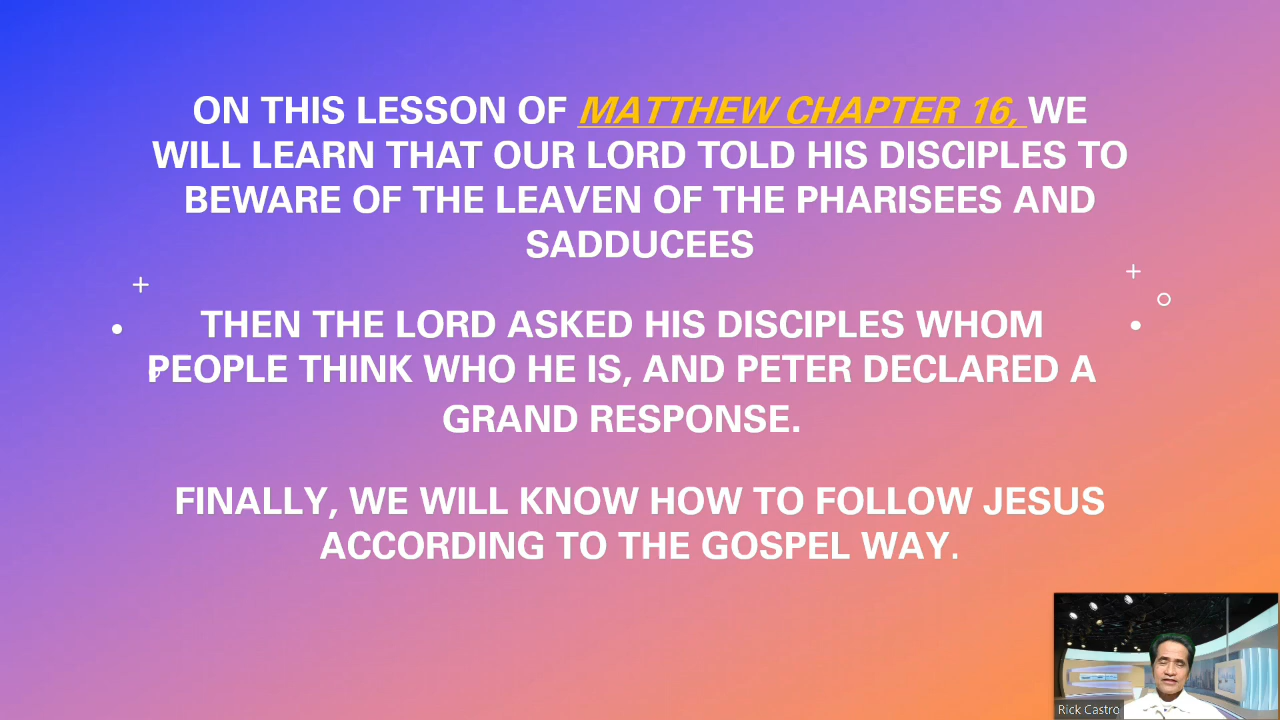 ON THIS LESSON OF MATTHEW CHAPTER 16, WE
WILL LEARN THAT OUR LORD TOLD HIS DISCIPLES TO
BEWARE OF THE LEAVEN OF THE PHARISEES AND
SADDUCEES
THEN THE LORD ASKED HIS DISCIPLES WHOM
PEOPLE THINK WHO HE IS, AND PETER DECLARED A
GRAND RESPONSE.
FINALLY, WE WILL KNOW HOW TO FOLLOW JESUS
ACCORDING TO THE GOSPEL WAY.
Rick Castro